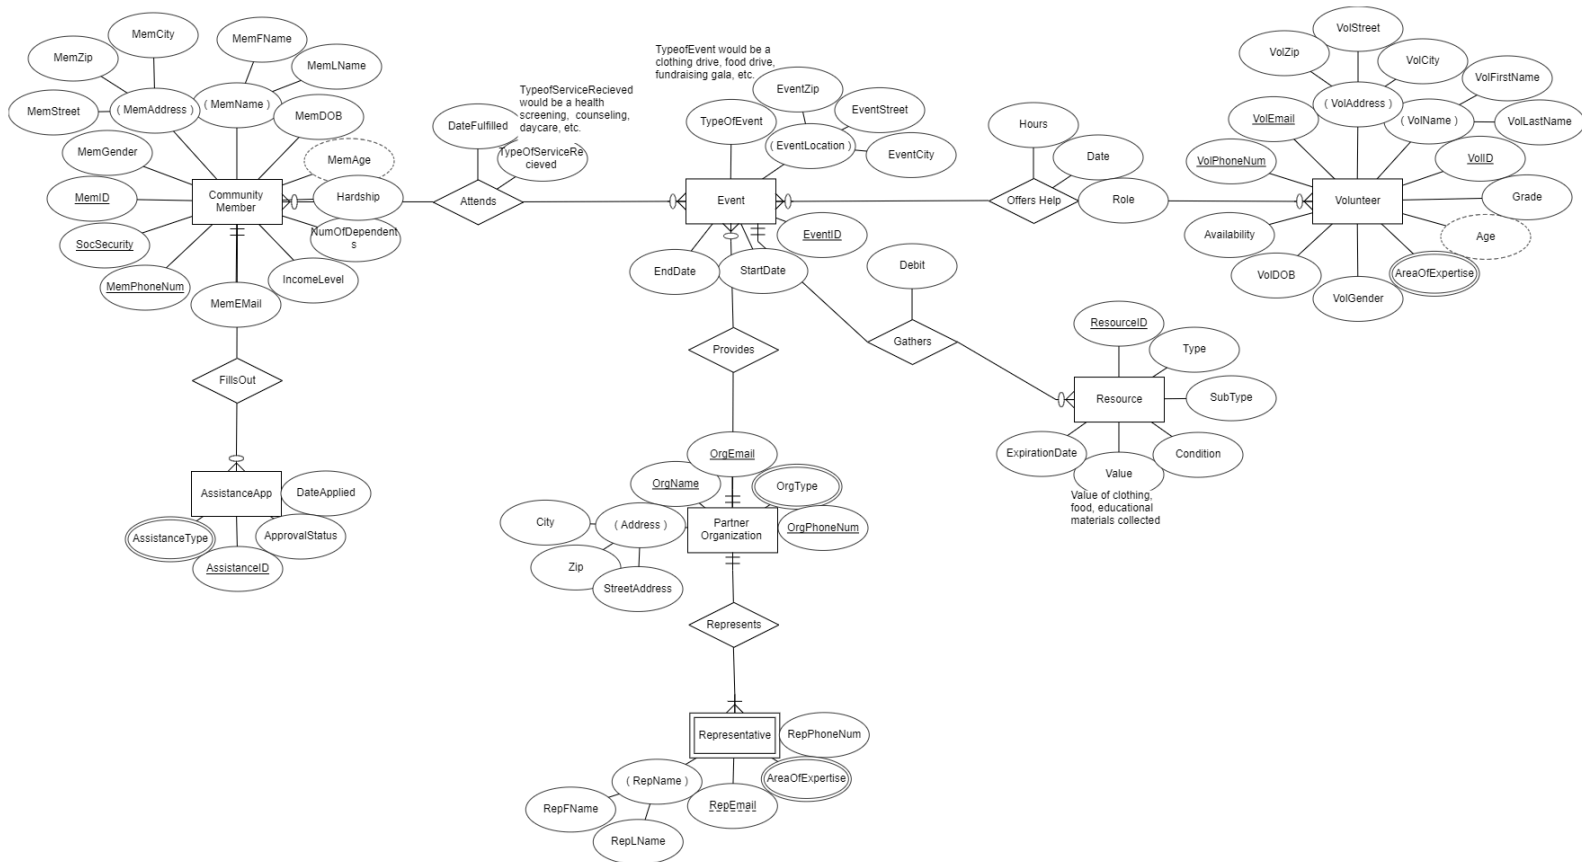 MemCity
MemZip
MemFName
MemLName
MemStreet
( MemAddress )
( MemName )
MemDOB
MemGender
MemAge
MemID
Community
Member
Hardship
SocSecurity
NumOfDependent
s
MemPhoneNum
IncomeLevel
MemEMail
FillsOut
AssistanceApp
DateApplied
AssistanceType
ApprovalStatus
AssistanceID
DateFulfilled
TypeofServiceRecieved
would be a health
screening, counseling,
daycare, etc.
TypeOfServiceRe
cieved
Attends
TypeofEvent would be a
clothing drive, food drive,
fundraising gala, etc.
TypeOfEvent
EventZip
EventStreet
( EventLocation )
EventCity
Event
EventID
EndDate
StartDate
Provides
OrgEmail
OrgName
OrgType
City
( Address )
Partner
Organization
OrgPhoneNum
Zip
StreetAddress
Represents
Representative
RepPhoneNum
( RepName )
AreaOfExpertise
RepFName
RepEmail
RepLName
Hours
Date
Offers Help
Role
Debit
Gathers
ResourceID
Type
Resource
SubType
ExpirationDate
Value
Condition
Value of clothing,
food, educational
materials collected
VolStreet
VolZip
VolCity
VolFirstName
( VolAddress )
VolEmail
( VolName )
VolLastName
VolPhoneNum
VolID
Volunteer
Grade
Availability
Age
VolDOB
AreaOfExpertise
VolGender